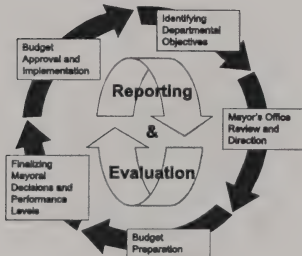 Identifying
Departmental
Objectives
Mayor's Office
Review and
Direction
Budget
Preparation
Finalizing
Mayoral
Decisions and
Performance
Levels
Budget
Approval and
Implementation
Reporting
&
Evaluation